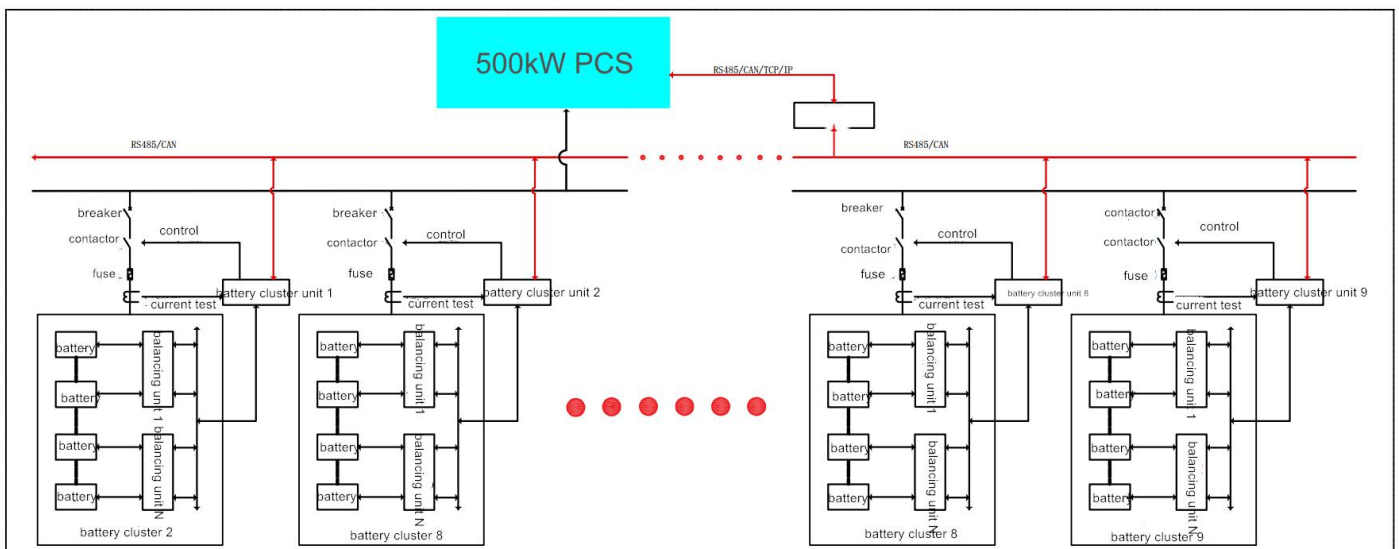 500kW PCS
RS485/CAN/TCP/IP
RS485/CAN
RS485/CAN
breaker
contactor
control
fuse
battery cluster unit 1
current test
breaker
contactor
control
fuse
battery cluster unit 2
current test
breaker
contactor
control
fuse
battery cluster unit 8
current test
contactor
contactor
control
fuse
battery cluster unit 9
current test
battery
battery
battery
battery
balancing unit 1
balancing unit N
battery cluster 2
battery
battery
battery
battery
balancing unit 1
balancing unit N
battery cluster 8
battery
battery
battery
battery
balancing unit 1
balancing unit N
battery cluster 8
battery
battery
battery
battery
balancing unit 1
balancing unit N
battery cluster 9